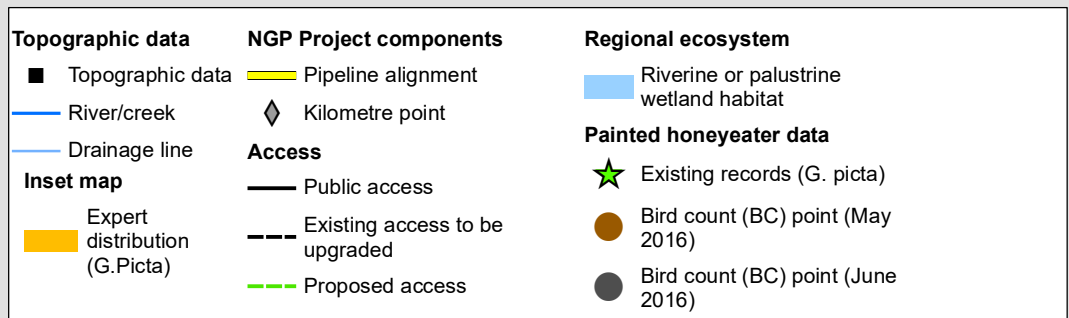 Topographic data
Topographic data
River/creek
Drainage line
Inset map
Expert
distribution
(G.Picta)
NGP Project components
Pipeline alignment
Kilometre point
Access
Public access
Existing access to be
upgraded
Proposed access
Regional ecosystem
Riverine or palustrine
wetland habitat
Painted honeyeater data
Existing records (G. picta)
Bird count (BC) point (May
2016)
Bird count (BC) point (June
2016)